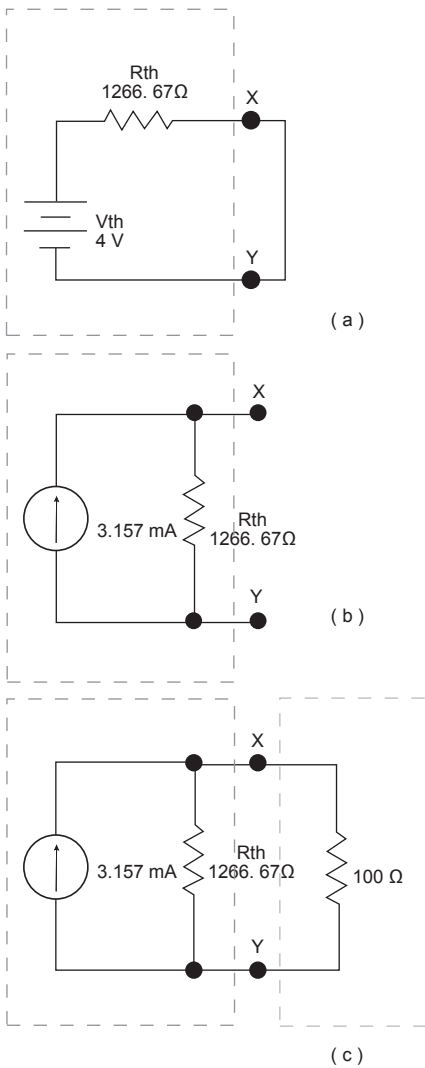 Rth
1266. 67Ω
X
Vth
4 V
Y
( a )
X
3.157 mA
Rth
1266. 67Ω
Y
( b )
X
3.157 mA
Rth
1266. 67Ω
100 Ω
Y
( c )